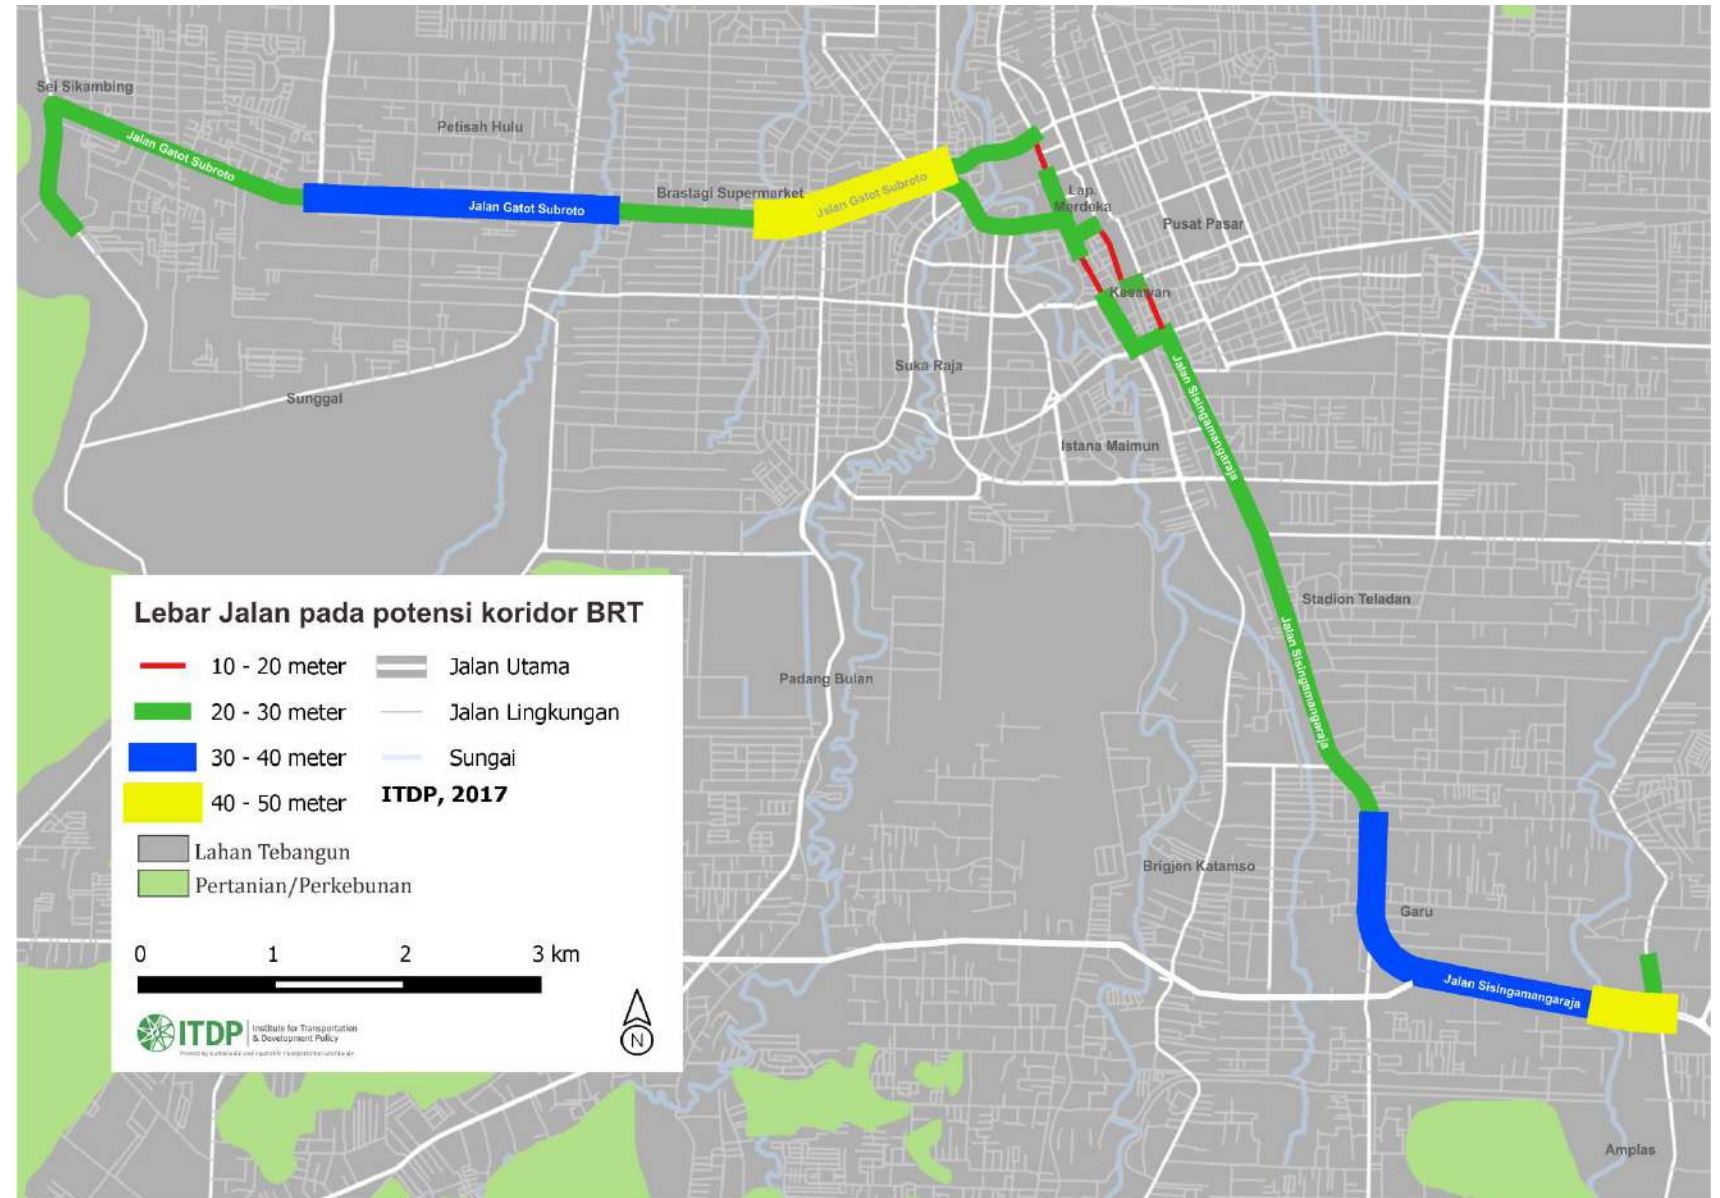 Sei Sikambing
Jalan Gatot Subroto
Petisah Hulu
Jalan Gatot Subroto
Brastagi Supermarket
Jalan Gatot Subroto
Lap.
Merdeka
Pusat Pasar
Kesawan
Suka Raja
Sunggal
Istana Maimun
Jalan Sisingamangaraja
Stadion Teladan
Jalan Sisingamangaraja
Padang Bulan
Brigjen Katamso
Garu
Jalan Sisingamangaraja
Amplas
Lebar Jalan pada potensi koridor BRT
10 - 20 meter
Jalan Utama
20 - 30 meter
Jalan Lingkungan
30 - 40 meter
Sungai
40 - 50 meter
ITDP, 2017
Lahan Tebangun
Pertanian/Perkebunan
0 1 2 3 km
ITDP
Institute for Transportation
& Development Policy
N